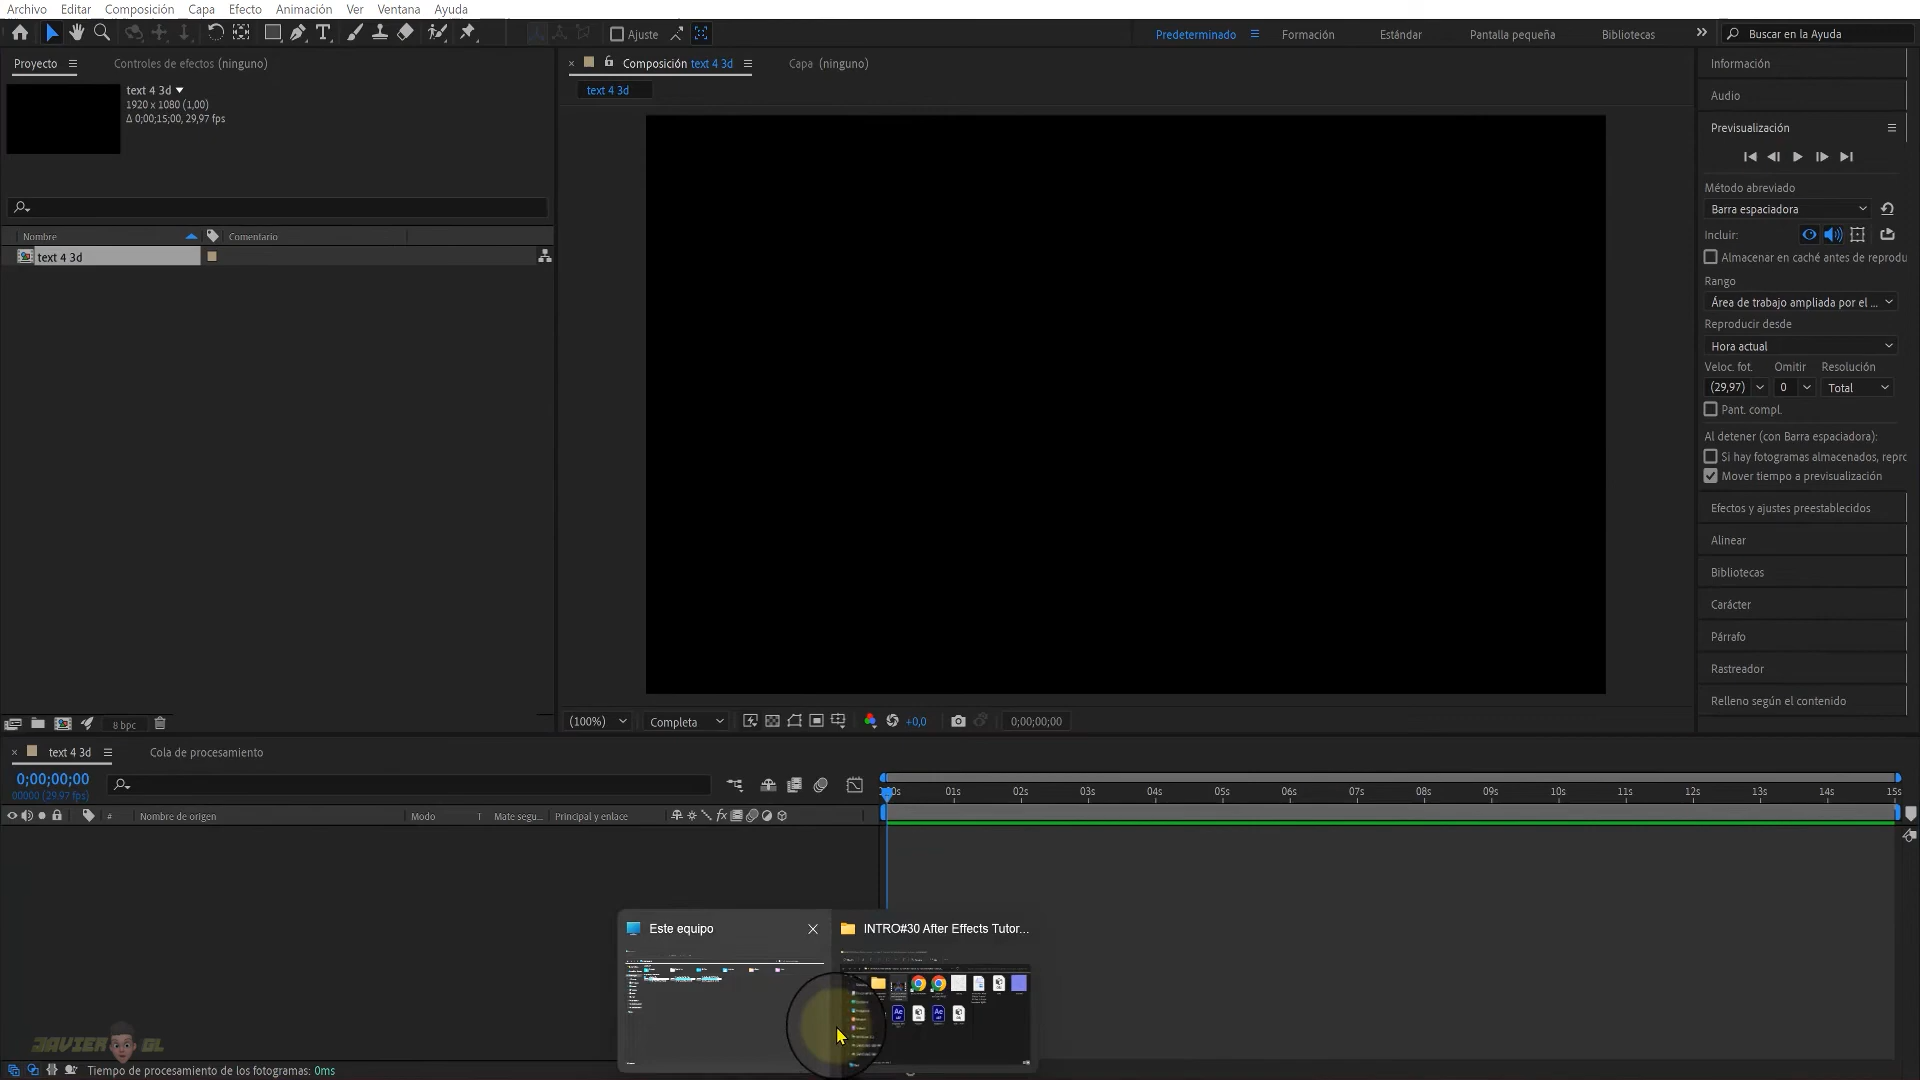 Archivo Editar Composición Capa Efecto Animación Ver Ventana Ayuda
Ajuste
Predeterminado Formación Estándar Pantalla pequeña Bibliotecas
Buscar en la Ayuda
Proyecto
Controles de efectos (ninguno)
text 4 3d
1920 x 1080 (1,00)
Δ 0;00;15;00, 29,97 fps
Nombre
Comentario
text 4 3d
8 bpc
Composición text 4 3d
Capa (ninguno)
text 4 3d
(100%)
Completa
+0,0
0;00;00;00
Información
Audio
Previsualización
Método abreviado
Barra espaciadora
Incluir:
Almacenar en caché antes de reprodu
Rango
Área de trabajo ampliada por el ...
Reproducir desde
Hora actual
Veloc. fot. Omitir Resolución
(29,97) 0 Total
Pant. compl.
Al detener (con Barra espaciadora):
Si hay fotogramas almacenados, repro
Mover tiempo a previsualización
Efectos y ajustes preestablecidos
Alinear
Bibliotecas
Carácter
Párrafo
Rastreador
Relleno según el contenido
text 4 3d
Cola de procesamiento
0;00;00;00
00000 (29.97 fps)
# Nombre de origen Modo T Mate segu... Principal y enlace
01s 02s 03s 04s 05s 06s 07s 08s 09s 10s 11s 12s 13s 14s 15s
Este equipo
INTRO#30 After Effects Tutor...
JAVIER GL
Tiempo de procesamiento de los fotogramas: 0ms